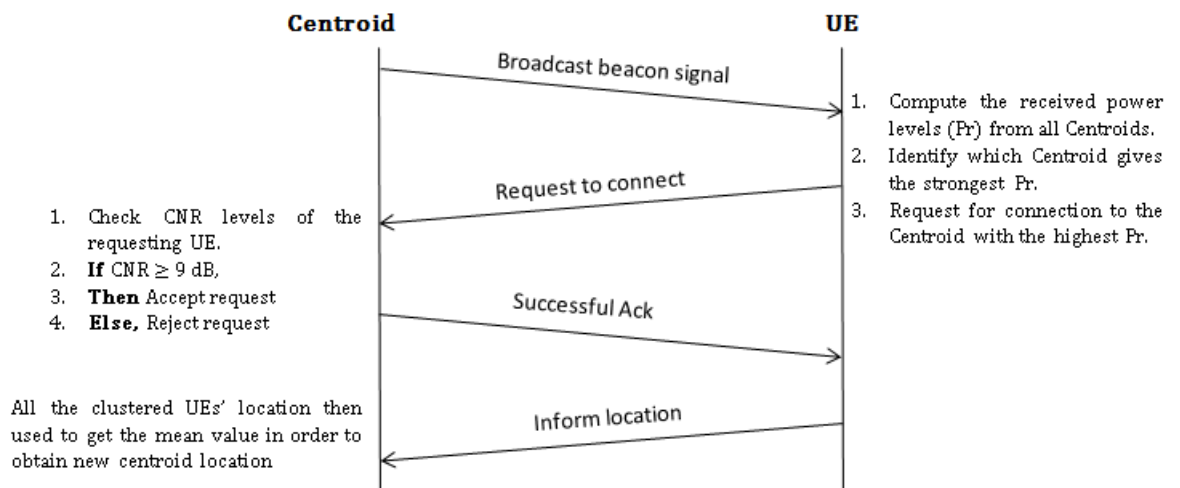 Centroid
UE
Broadcast beacon signal
1. Compute the received power
levels (Pr) from all Centroids.
2. Identify which Centroid gives
the strongest Pr.
3. Request for connection to the
Centroid with the highest Pr.
Request to connect
1. Check CNR levels of the
requesting UE.
2. If CNR ≥ 9 dB,
3. Then Accept request
4. Else, Reject request
Successful Ack
Inform location
All the clustered UEs' location then
used to get the mean value in order to
obtain new centroid location